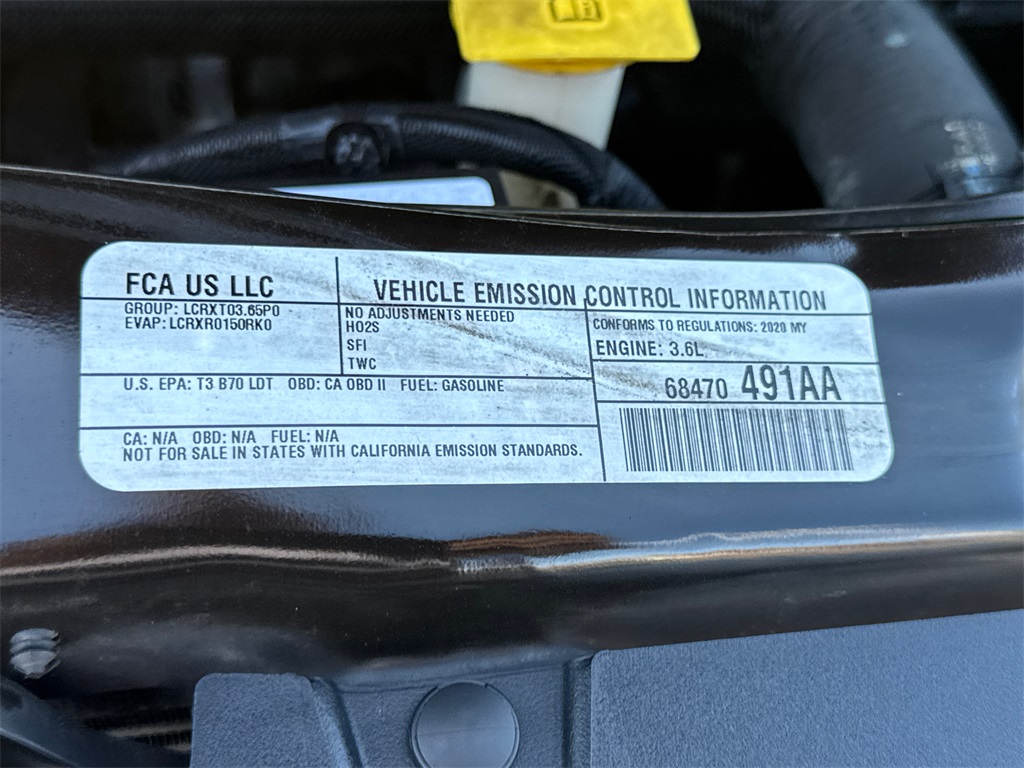 FCA US LLC
VEHICLE EMISSION CONTROL INFORMATION
GROUP: LCRXT03.65P0
EVAP: LCRXR0150RK0
NO ADJUSTMENTS NEEDED
HO2S
SFI
TWC
CONFORMS TO REGULATIONS: 2020 MY
ENGINE: 3.6L
68470 491AA
U.S. EPA: T3 B70 LDT OBD: CA OBD II FUEL: GASOLINE
CA: N/A OBD: N/A FUEL: N/A
NOT FOR SALE IN STATES WITH CALIFORNIA EMISSION STANDARDS.